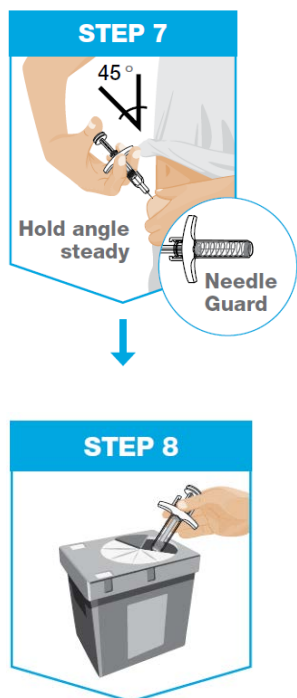 STEP 7
45°
Hold angle
steady
Needle
Guard
STEP 8